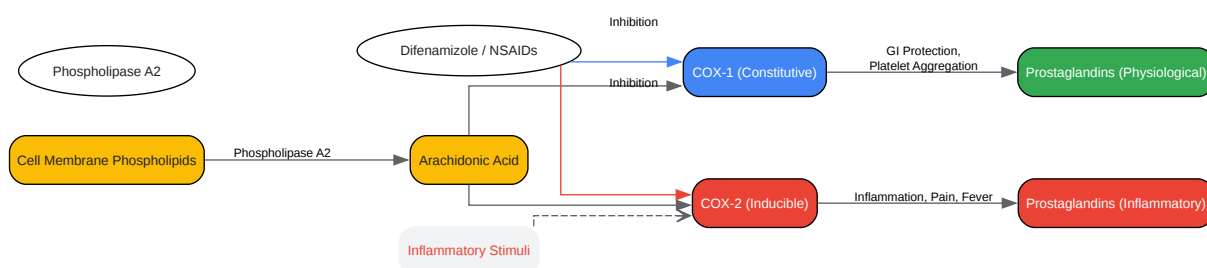 Inhibition
Difenamizole / NSAIDs
GI Protection,
Platelet Aggregation
Phospholipase A2
COX-1 (Constitutive)
Prostaglandins (Physiological)
Inhibition
Cell Membrane Phospholipids
Phospholipase A2
Arachidonic Acid
COX-2 (Inducible)
Inflammation, Pain, Fever
Prostaglandins (Inflammatory)
Inflammatory Stimuli